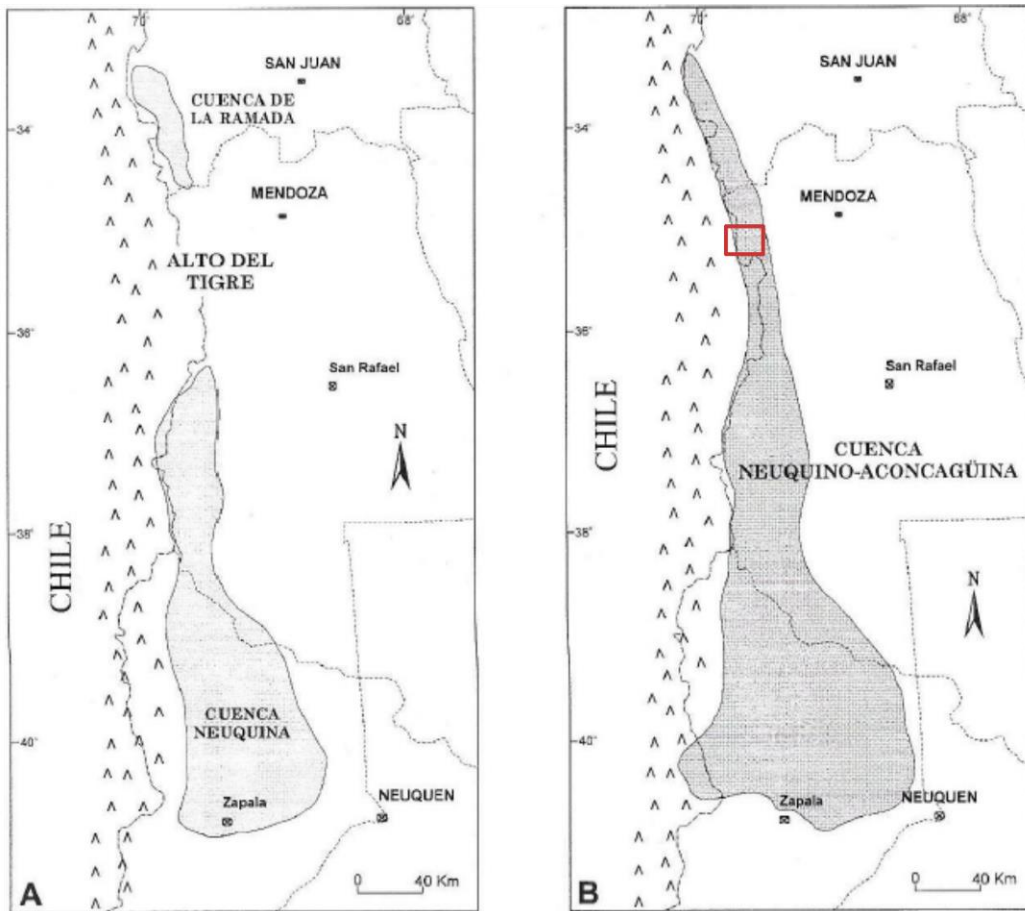 70°
68°
SAN JUAN
CUENCA DE
LA RAMADA
34°
MENDOZA
ALTO DEL
TIGRE
36°
San Rafael
N
38°
CHILE
CUENCA
NEUQUINA
40°
Zapala
NEUQUEN
A
0
40 Km
70°
68°
SAN JUAN
34°
MENDOZA
36°
San Rafael
CHILE
CUENCA
NEUQUINO-ACONCAGÜINA
38°
N
40°
Zapala
NEUQUEN
B
0
40 Km